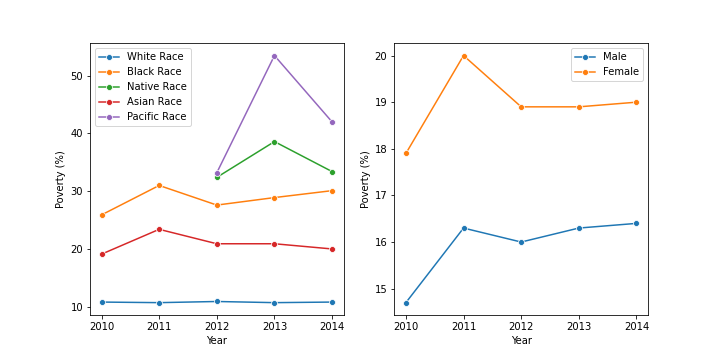 White Race
Black Race
Native Race
Asian Race
Pacific Race
50
40
30
20
10
Poverty (%)
2010 2011 2012 2013 2014
Year
Male
Female
20
19
18
17
16
15
Poverty (%)
2010 2011 2012 2013 2014
Year